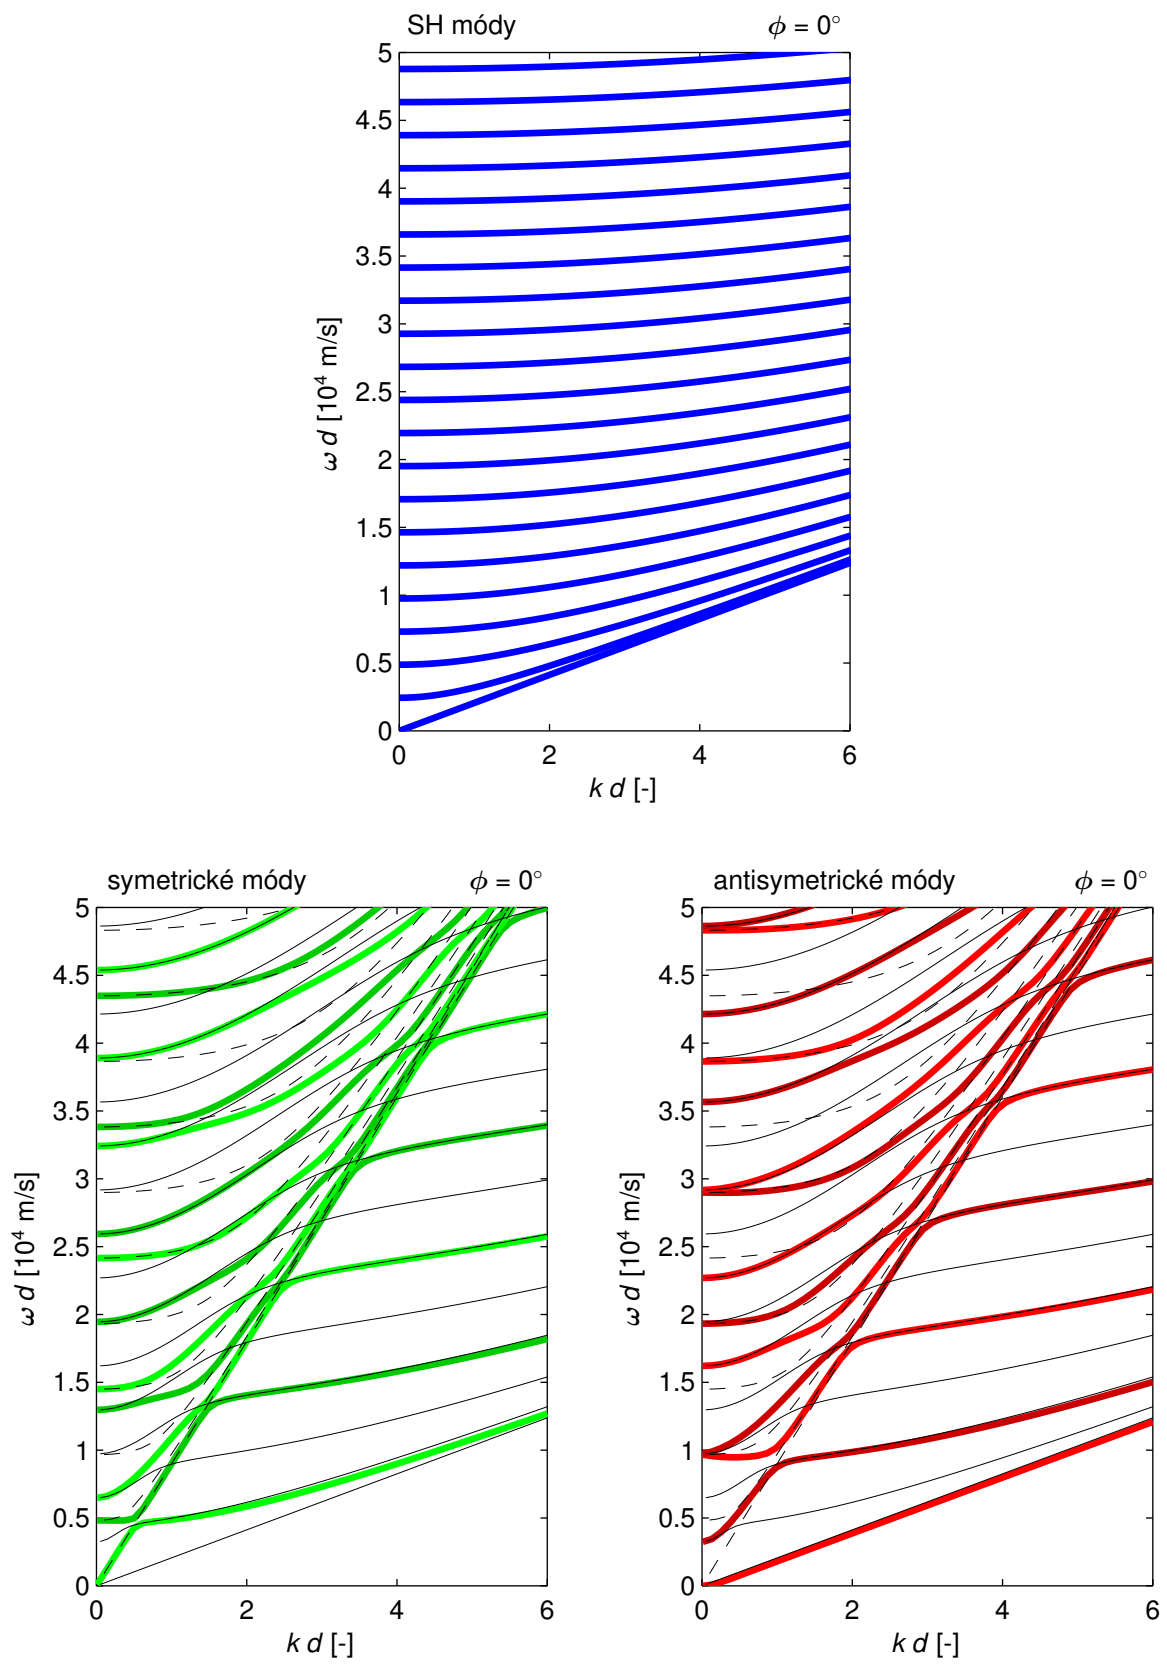 SH módy ϕ = 0°
5
4.5
4
3.5
3
2.5
2
1.5
1
0.5
0
ω d [10⁴ m/s]
0 2 4 6
k d [-]
symetrické módy ϕ = 0°
5
4.5
4
3.5
3
2.5
2
1.5
1
0.5
0
ω d [10⁴ m/s]
0 2 4 6
k d [-]
antisymetrické módy ϕ = 0°
5
4.5
4
3.5
3
2.5
2
1.5
1
0.5
0
ω d [10⁴ m/s]
0 2 4 6
k d [-]